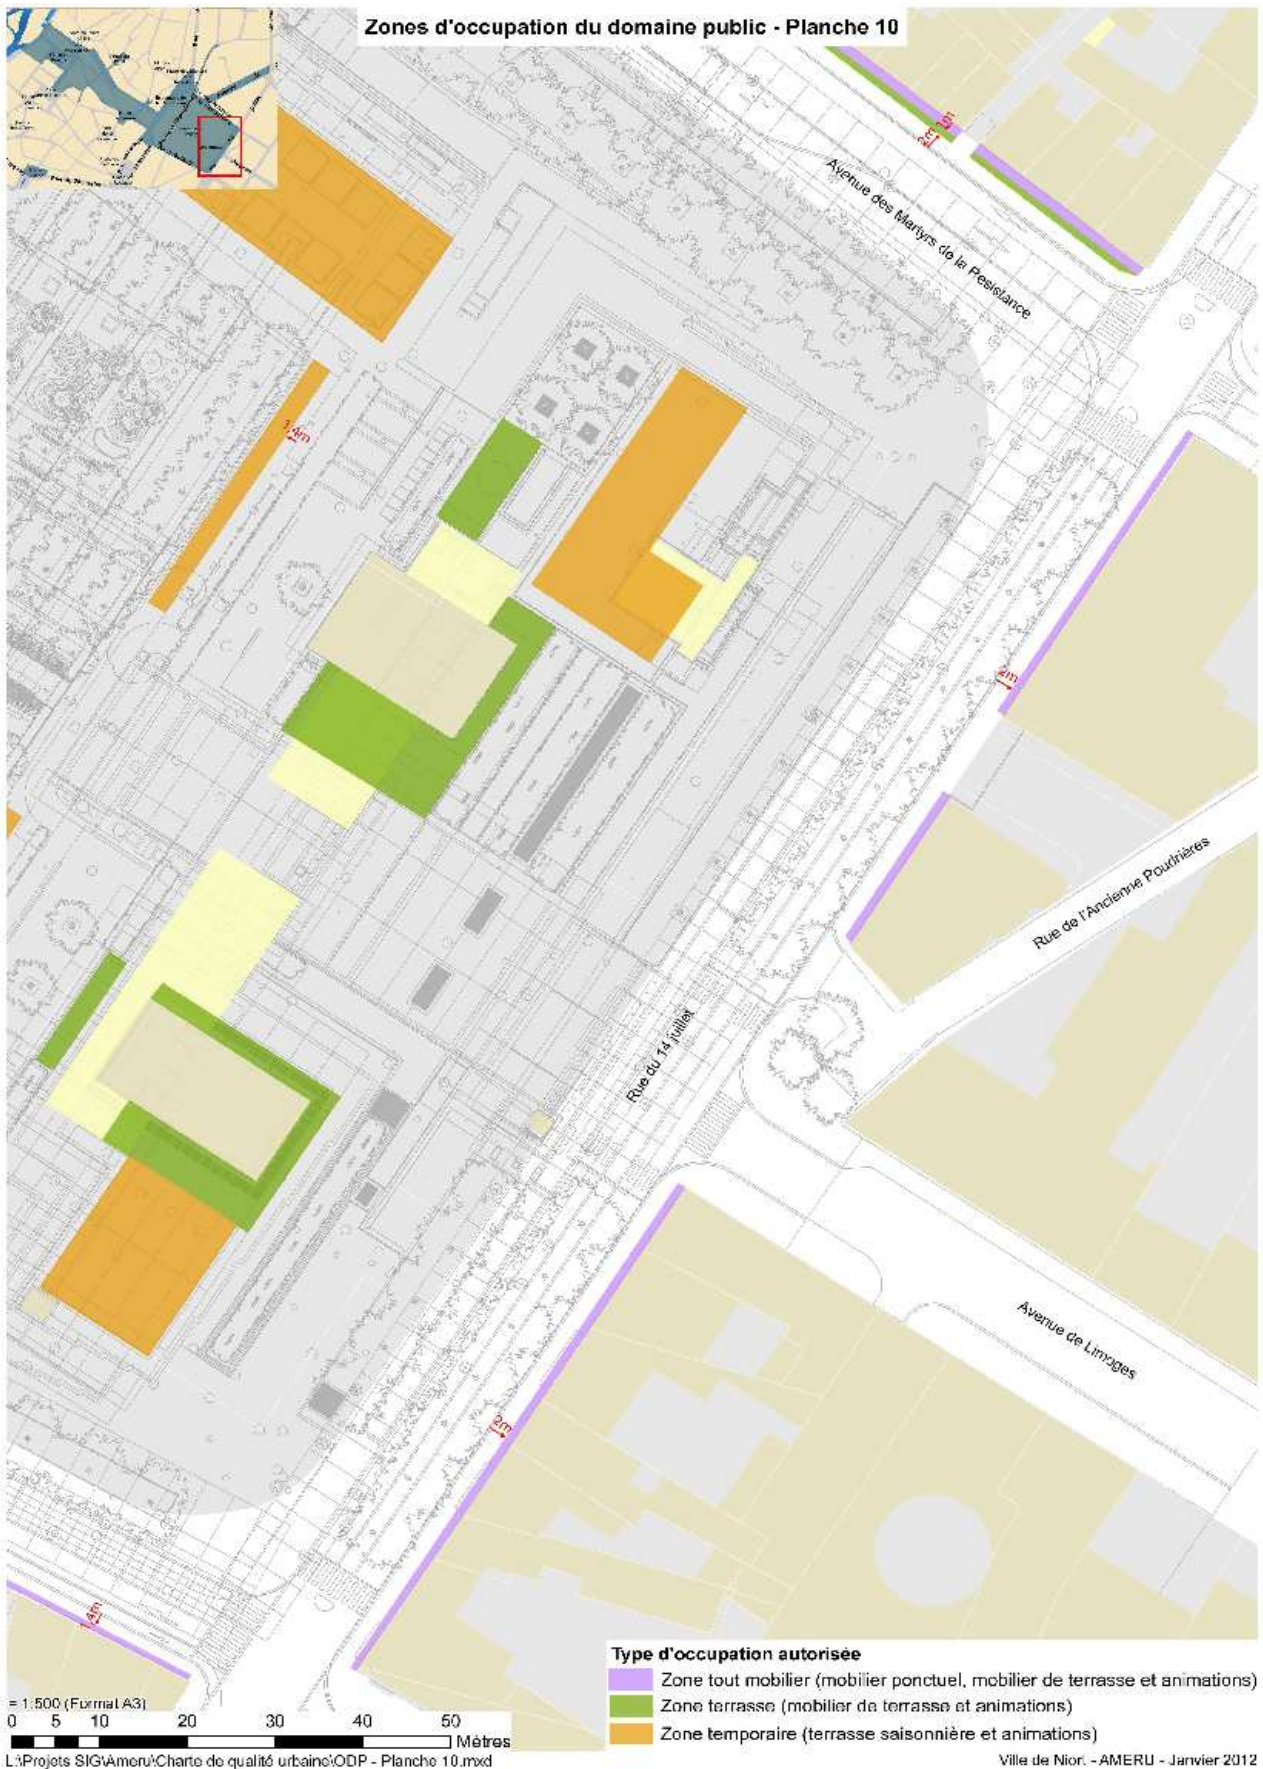 Zones d'occupation du domaine public - Planche 10
2m 1m
Avenue des Martyrs de la Resistance
1,4m
2m
Rue de l'Ancienne Poudrières
Rue du 14 juillet
Avenue de Limoges
2m
1,4m
Type d'occupation autorisée
Zone tout mobilier (mobilier ponctuel, mobilier de terrasse et animations)
Zone terrasse (mobilier de terrasse et animations)
Zone temporaire (terrasse saisonnière et animations)
= 1:500 (Format A3)
0 5 10 20 30 40 50
Mètres
L:\Projets SIG\Ameru\Charte de qualité urbaine\ODP - Planche 10.mxd
Ville de Niort - AMERU - Janvier 2012